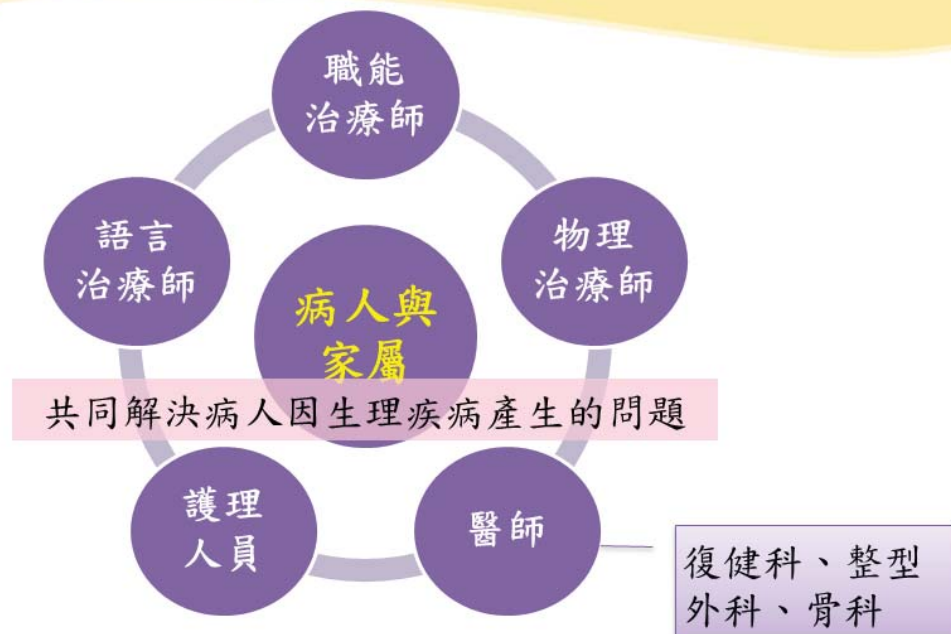 職能
治療師
語言
治療師
物理
治療師
病人與
家屬
共同解決病人因生理疾病產生的問題
護理
人員
醫師
復健科、整型
外科、骨科